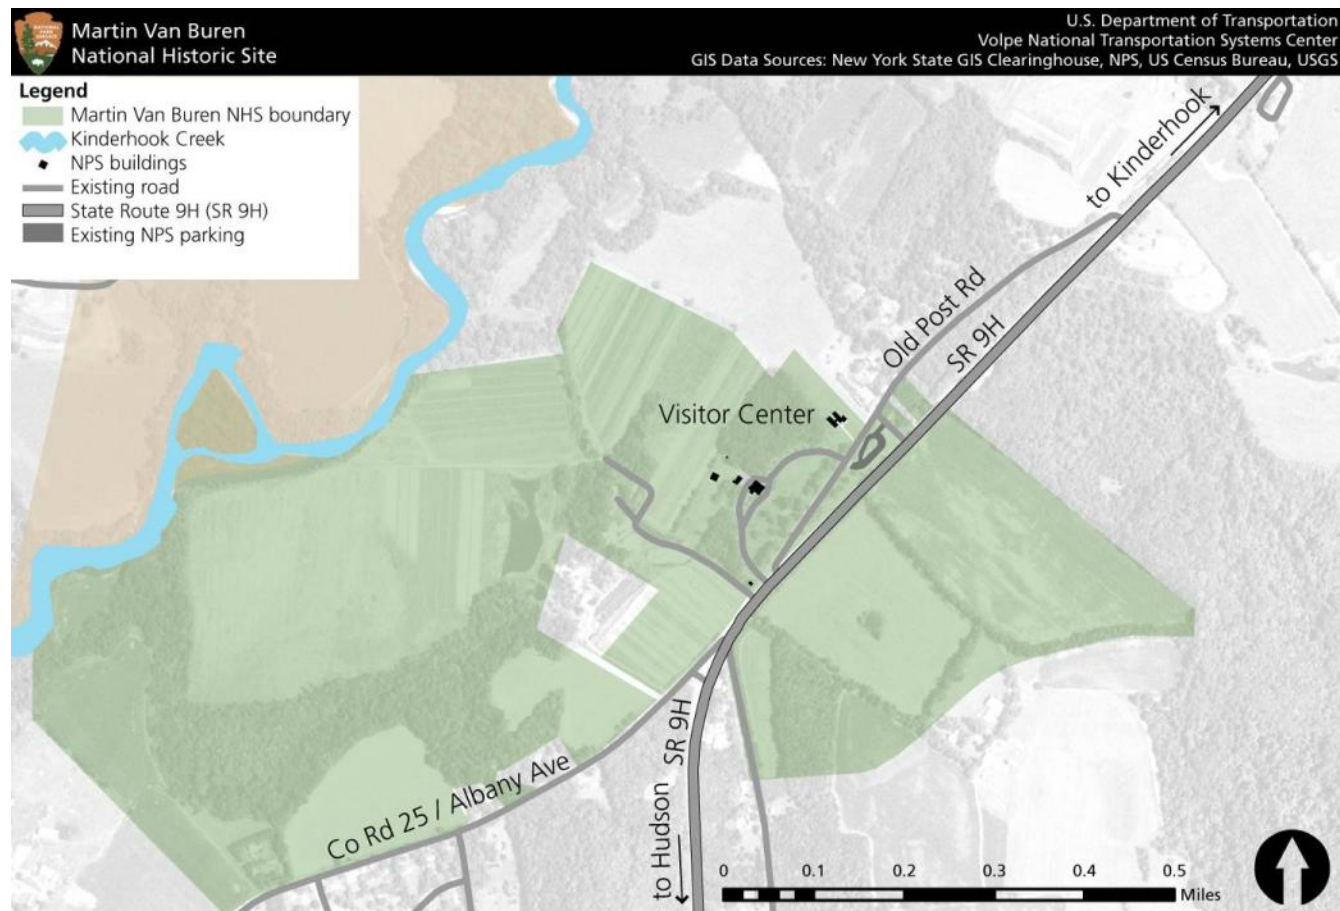 Martin Van Buren
National Historic Site
U.S. Department of Transportation
Volpe National Transportation Systems Center
GIS Data Sources: New York State GIS Clearinghouse, NPS, US Census Bureau, USGS
Legend
Martin Van Buren NHS boundary
Kinderhook Creek
NPS buildings
Existing road
State Route 9H (SR 9H)
Existing NPS parking
to Kinderhook
Old Post Rd
SR 9H
Visitor Center
SR 9H
to Hudson
Co Rd 25 / Albany Ave
0 0.1 0.2 0.3 0.4 0.5
Miles